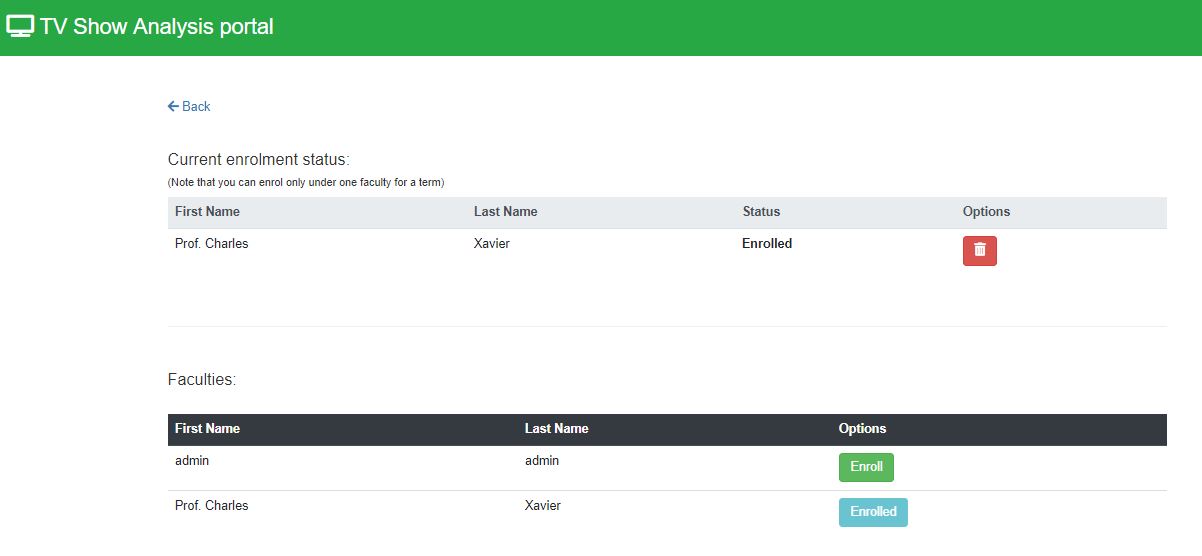 TV Show Analysis portal
Back
Current enrolment status:
(Note that you can enrol only under one faculty for a term)
First Name Last Name Status Options
Prof. Charles Xavier Enrolled
Faculties:
First Name Last Name Options
admin admin Enroll
Prof. Charles Xavier Enrolled